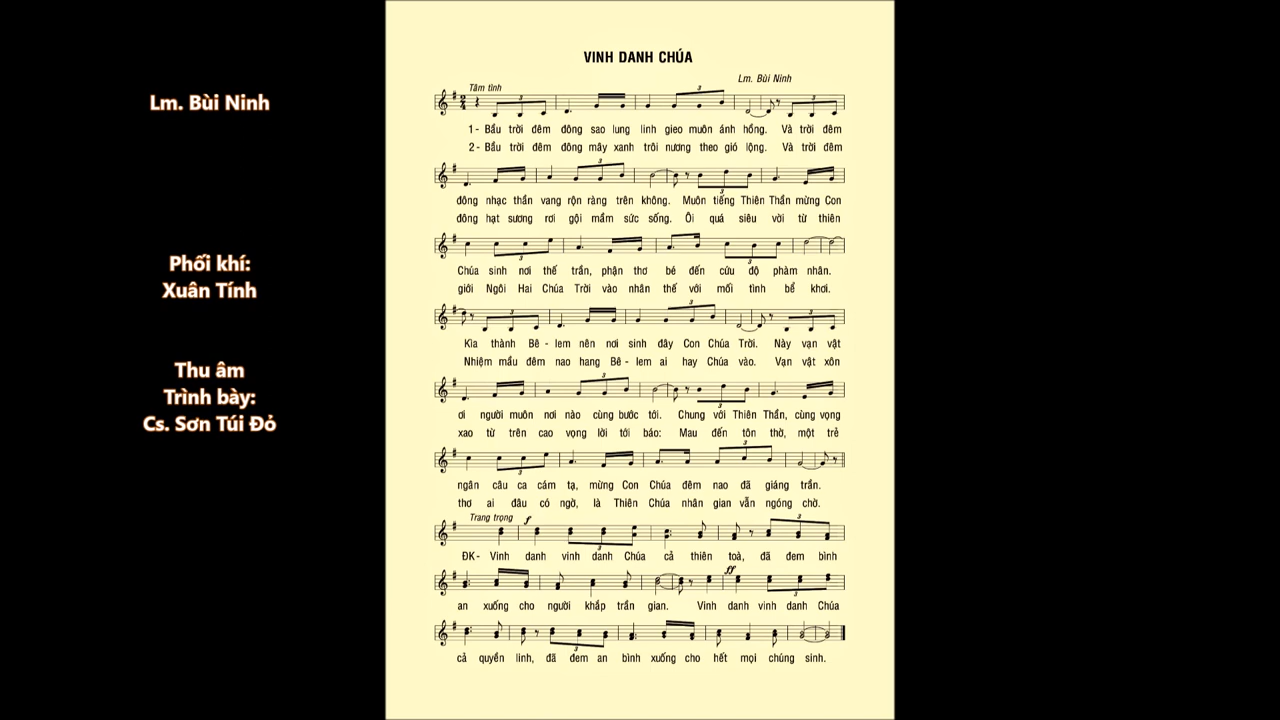 Lm. Bùi Ninh
Phối khí:
Xuân Tính
Thu âm
Trình bày:
Cs. Sơn Túi Đỏ
VINH DANH CHÚA
Lm. Bùi Ninh
Tâm tình
1- Bầu trời đêm đông sao lung linh gieo muôn ánh hồng. Và trời đêm
2- Bầu trời đêm đông mây xanh trôi nương theo gió lộng. Và trời đêm
đông nhạc thần vang rộn ràng trên không. Muôn tiếng Thiên Thần mừng Con
đông hạt sương rơi gội mầm sức sống. Ôi quá siêu vời từ thiên
Chúa sinh nơi thế trần, phận thơ bé đến cứu độ phàm nhân.
giới Ngôi Hai Chúa Trời vào nhân thế với mối tình bể khơi.
Kìa thành Bê - lem nên nơi sinh đây Con Chúa Trời. Này vạn vật
Nhiệm mầu đêm nao hang Bê - lem ai hay Chúa vào. Vạn vật xôn
ơi người muôn nơi nào cùng bước tới. Chung với Thiên Thần, cùng vọng
xao từ trên cao vọng lời tới báo: Mau đến tôn thờ, một trẻ
ngân câu ca cảm tạ, mừng Con Chúa đêm nao đã giáng trần.
thơ ai đâu có ngờ, là Thiên Chúa nhân gian vẫn ngóng chờ.
Trang trọng f
ĐK- Vinh danh vinh danh Chúa cả thiên toà, đã đem bình
ff
an xuống cho người khắp trần gian. Vinh danh vinh danh Chúa
cả quyền linh, đã đem an bình xuống cho hết mọi chúng sinh.